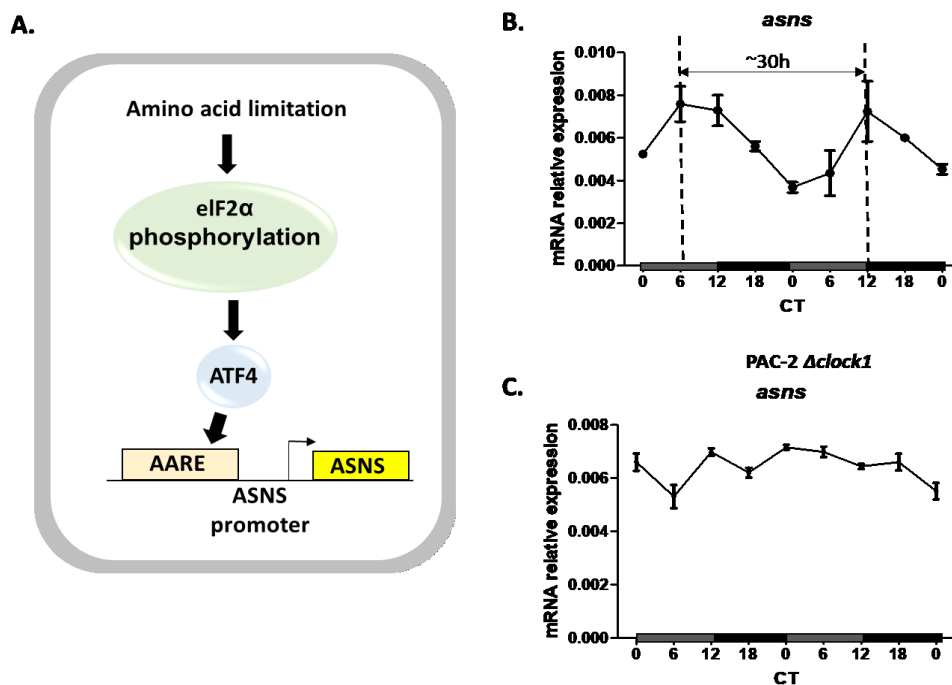 A.
Amino acid limitation
eIF2α
phosphorylation
ATF4
AARE
ASNS
ASNS
promoter
B.
asns
mRNA relative expression
0.010
0.008
0.006
0.004
0.002
0.000
~30h
0 6 12 18 0 6 12 18 0
CT
C.
PAC-2 Δclock1
asns
mRNA relative expression
0.008
0.006
0.004
0.002
0.000
0 6 12 18 0 6 12 18 0
CT